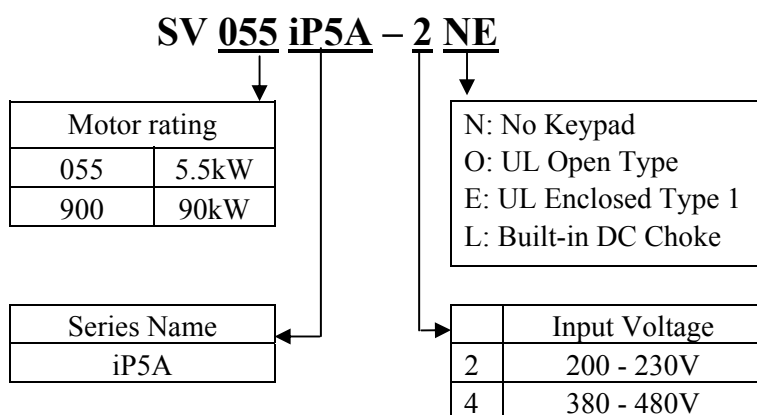 SV 055 iP5A – 2 NE
Motor rating
055 5.5kW
900 90kW
N: No Keypad
O: UL Open Type
E: UL Enclosed Type 1
L: Built-in DC Choke
Series Name
iP5A
Input Voltage
2 200 - 230V
4 380 - 480V